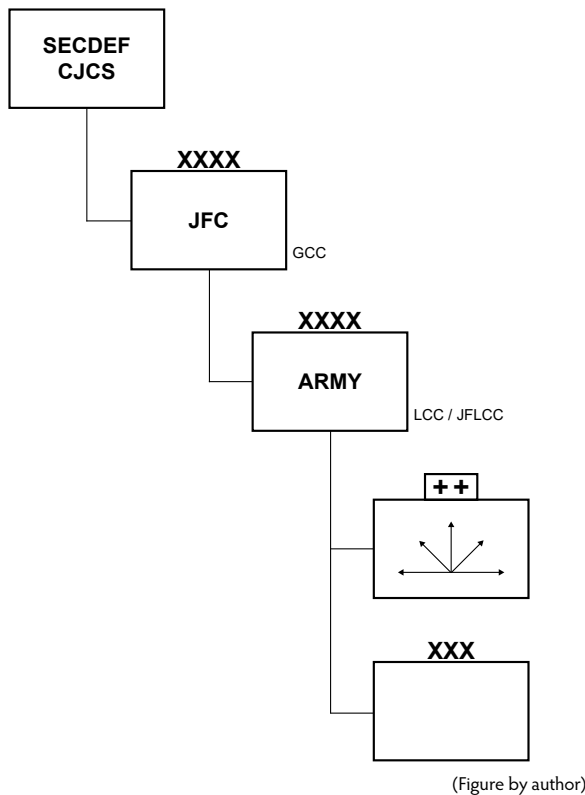 SECDEF
CJCS
XXXX
JFC
GCC
XXXX
ARMY
LCC / JFLCC
++
XXX
(Figure by author)